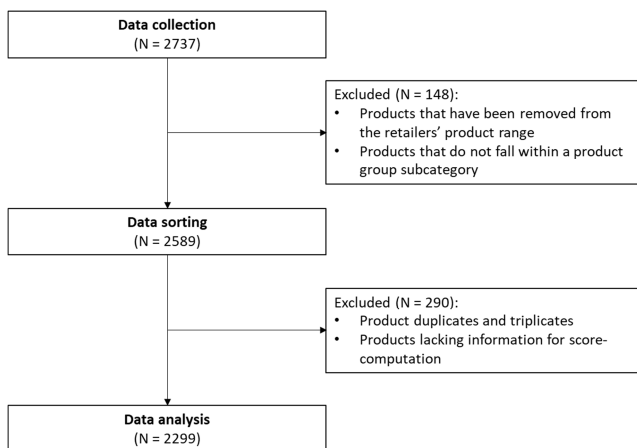 Data collection
(N = 2737)
Excluded (N = 148):
• Products that have been removed from
the retailers' product range
• Products that do not fall within a product
group subcategory
Data sorting
(N = 2589)
Excluded (N = 290):
• Product duplicates and triplicates
• Products lacking information for score-
computation
Data analysis
(N = 2299)